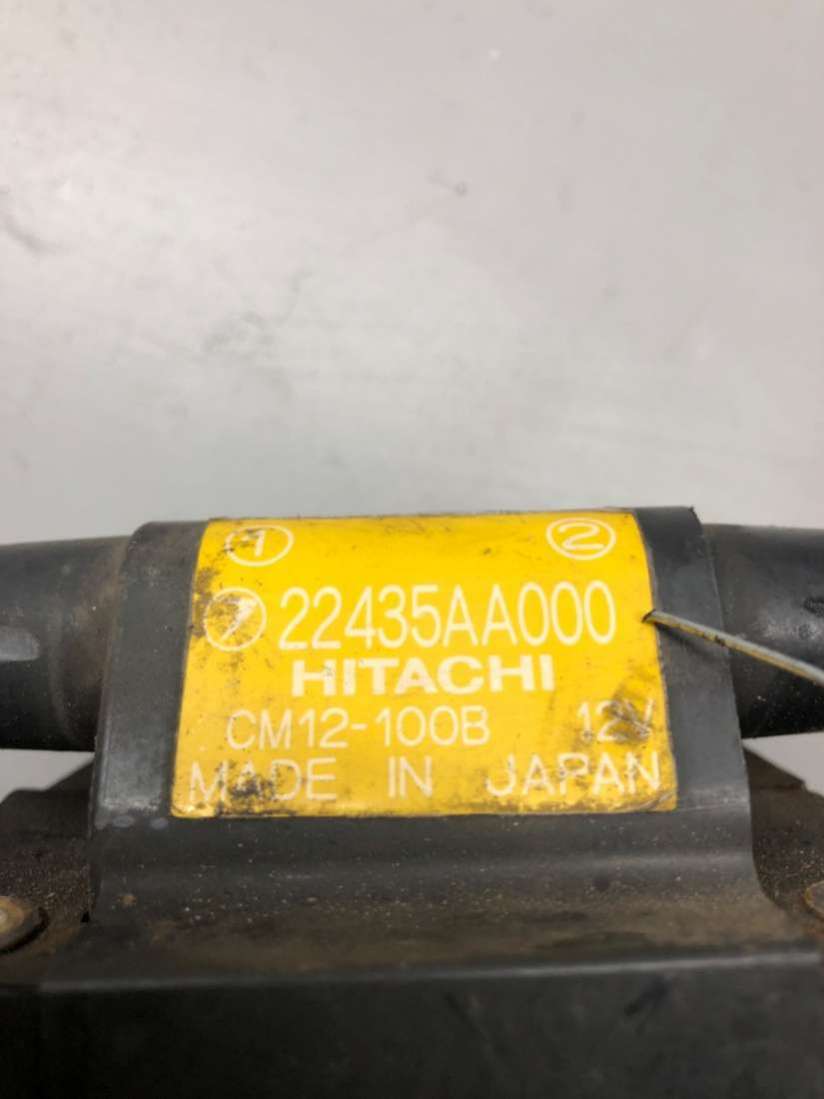 ① ②
22435AA000
HITACHI
CM12-100B 12V
MADE IN JAPAN